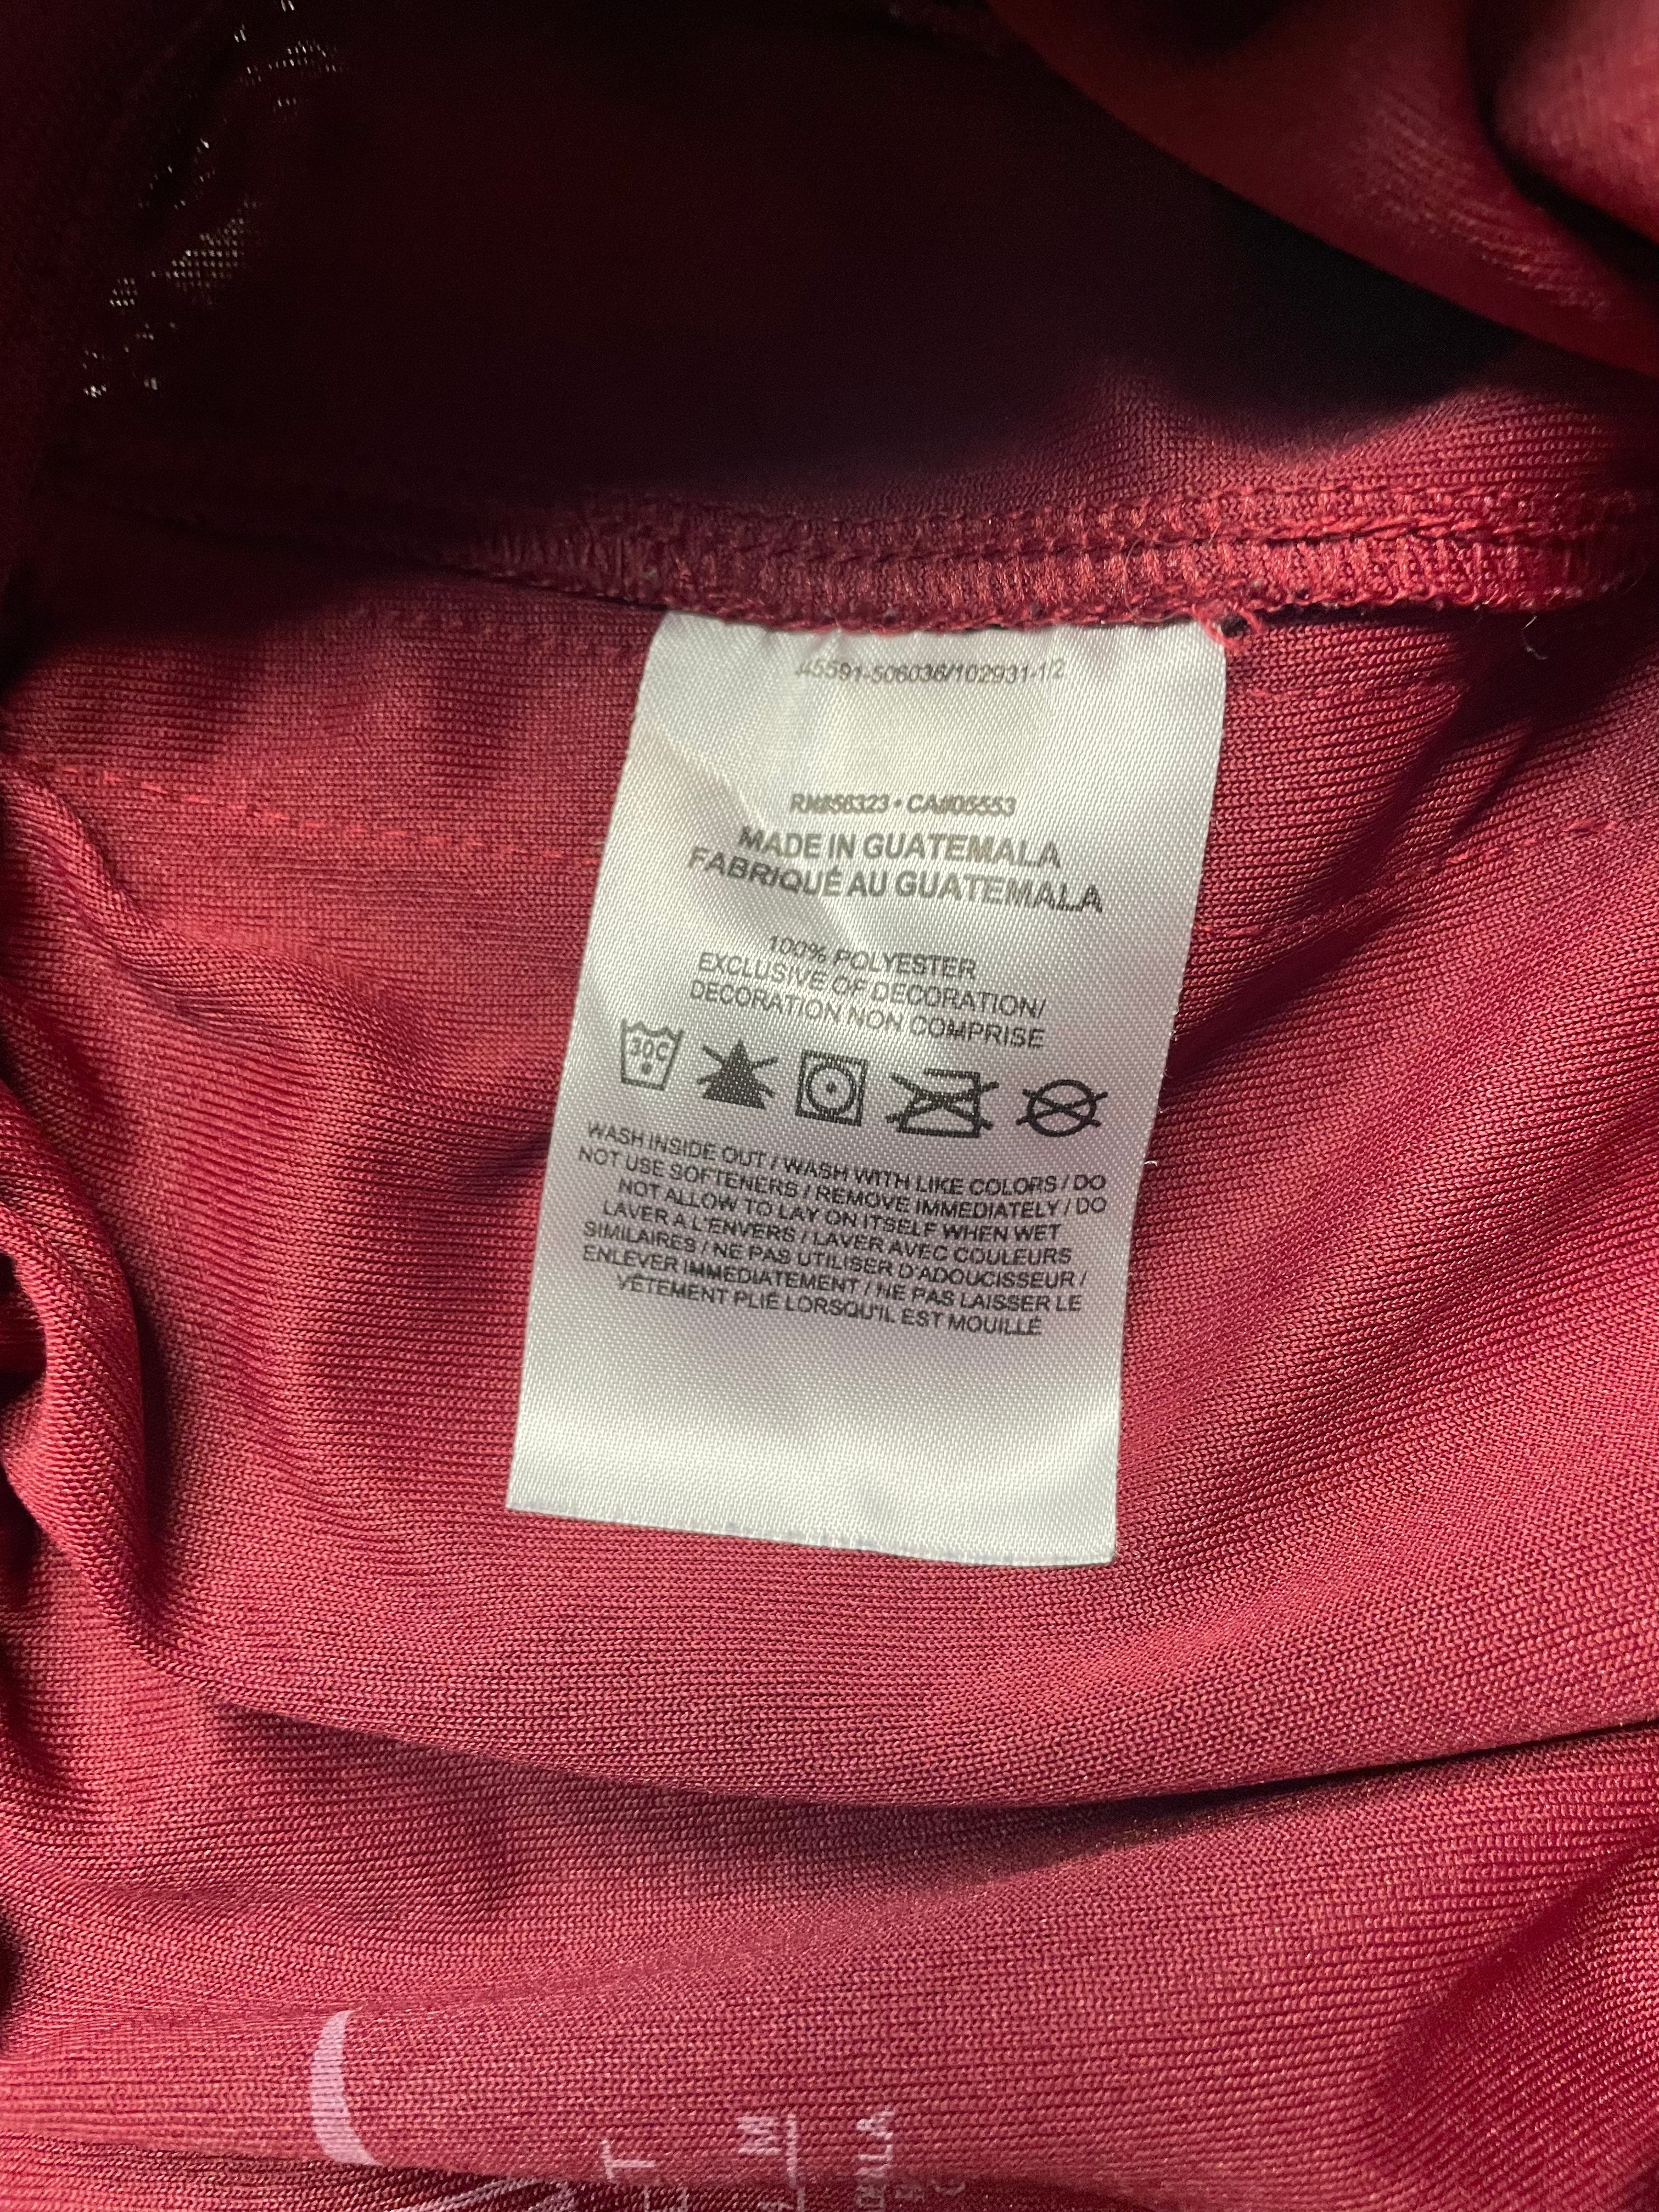 45591-506036/102931-1/2
RN#56323 • CA#05553
MADE IN GUATEMALA
FABRIQUÉ AU GUATEMALA
100% POLYESTER
EXCLUSIVE OF DECORATION/
DECORATION NON COMPRISE
30C
WASH INSIDE OUT / WASH WITH LIKE COLORS / DO
NOT USE SOFTENERS / REMOVE IMMEDIATELY / DO
NOT ALLOW TO LAY ON ITSELF WHEN WET
LAVER A L'ENVERS / LAVER AVEC COULEURS
SIMILAIRES / NE PAS UTILISER D'ADOUCISSEUR /
ENLEVER IMMEDIATEMENT / NE PAS LAISSER LE
VÊTEMENT PLIÉ LORSQU'IL EST MOUILLÉ
M